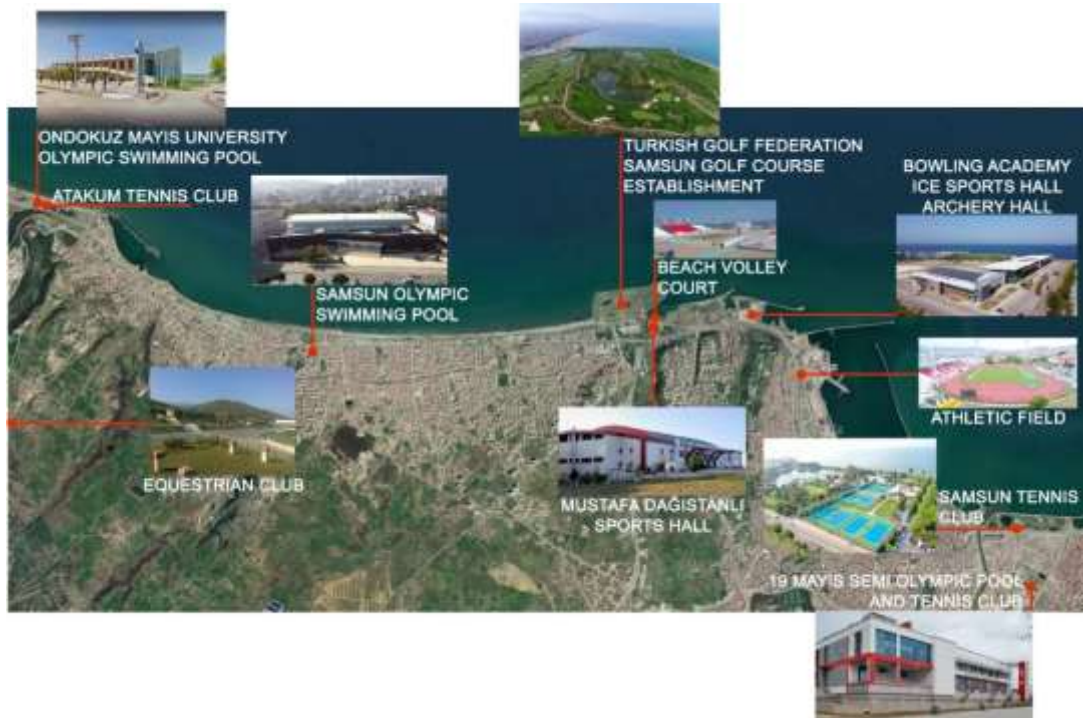 ONDOKUZ MAYIS UNIVERSITY
OLYMPIC SWIMMING POOL
ATAKUM TENNIS CLUB
SAMSUN OLYMPIC
SWIMMING POOL
EQUESTRIAN CLUB
TURKISH GOLF FEDERATION
SAMSUN GOLF COURSE
ESTABLISHMENT
BEACH VOLLEY
COURT
MUSTAFA DAĞISTANLI
SPORTS HALL
BOWLING ACADEMY
ICE SPORTS HALL
ARCHERY HALL
ATHLETIC FIELD
SAMSUN TENNIS
CLUB
19 MAYIS SEMI OLYMPIC POOL
AND TENNIS CLUB